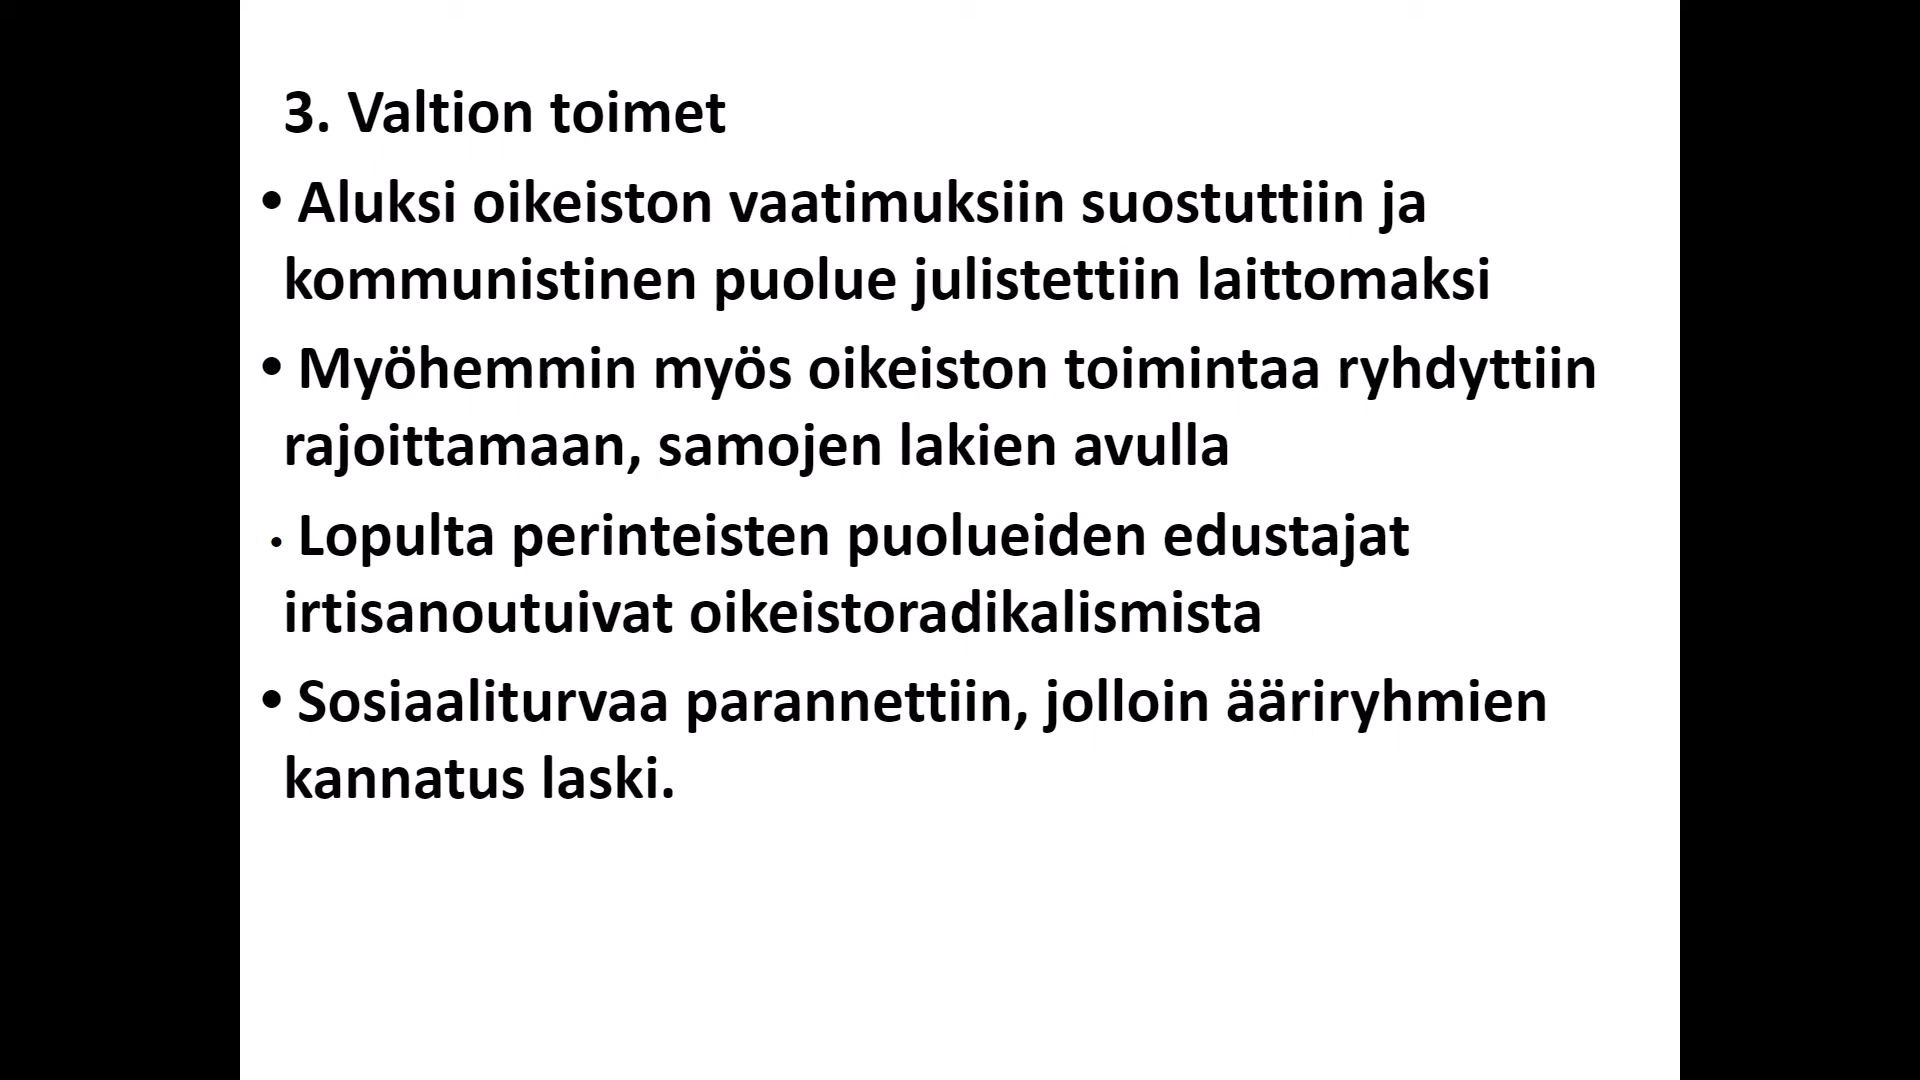 3. Valtion toimet
• Aluksi oikeiston vaatimuksiin suostuttiin ja
kommunistinen puolue julistettiin laittomaksi
• Myöhemmin myös oikeiston toimintaa ryhdyttiin
rajoittamaan, samojen lakien avulla
• Lopulta perinteisten puolueiden edustajat
irtisanoutuivat oikeistoradikalismista
• Sosiaaliturvaa parannettiin, jolloin ääriryhmien
kannatus laski.